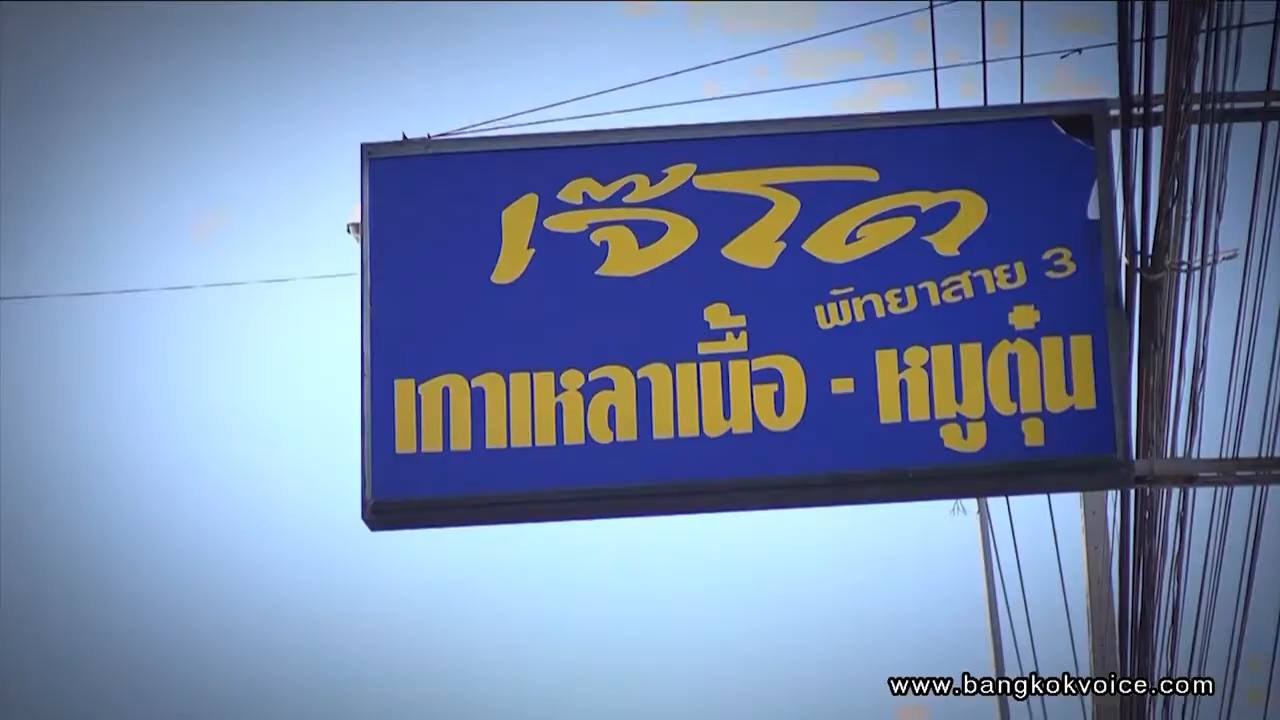 เจ๊โต
พัทยาสาย 3
เกาเหลาเนื้อ - หมูตุ๋น
www.bangkokvoice.com